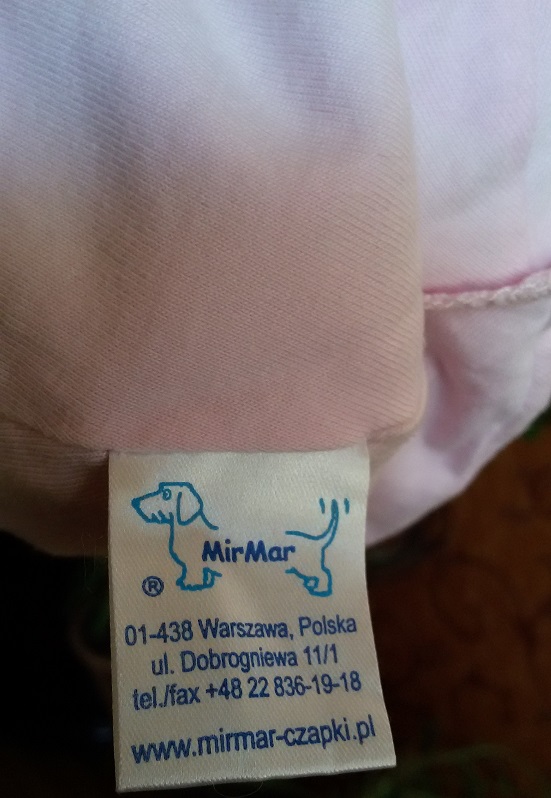 MirMar
®
01-438 Warszawa, Polska
ul. Dobrogniewa 11/1
tel./fax +48 22 836-19-18
www.mirmar-czapki.pl